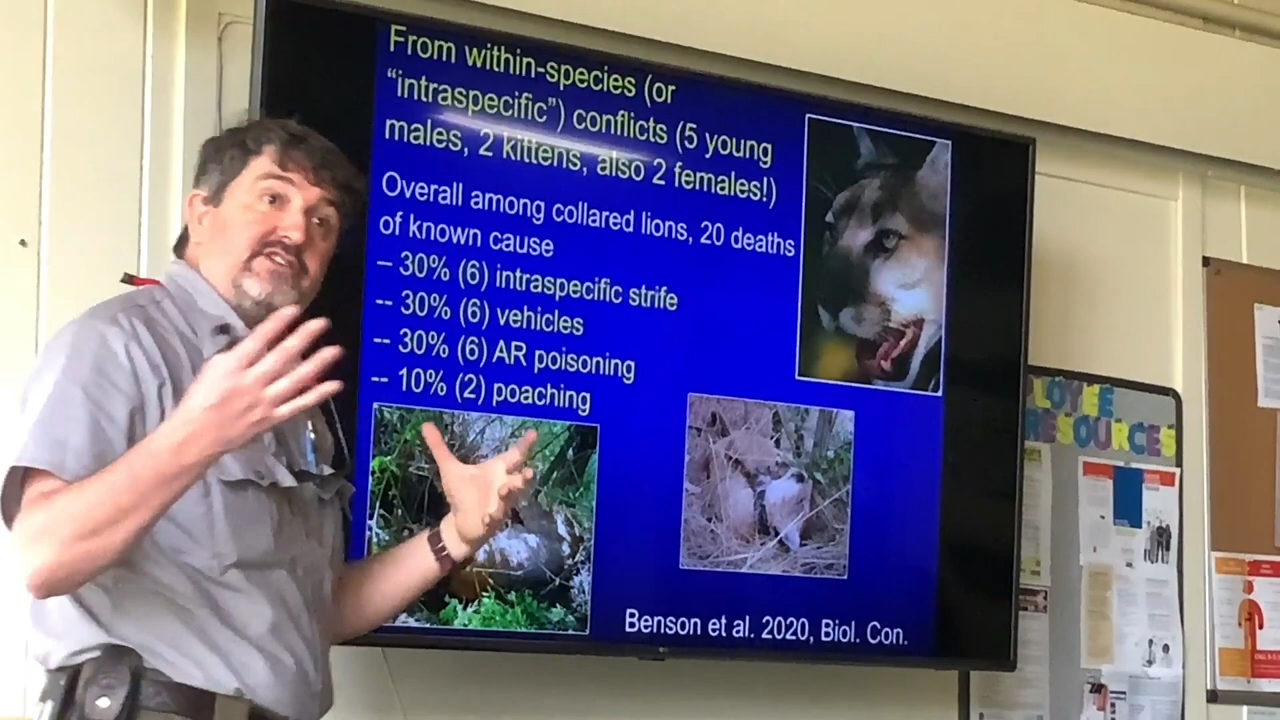 From within-species (or
"intraspecific") conflicts (5 young
males, 2 kittens, also 2 females!)
Overall among collared lions, 20 deaths
of known cause
– 30% (6) intraspecific strife
-- 30% (6) vehicles
-- 30% (6) AR poisoning
-- 10% (2) poaching
Benson et al. 2020, Biol. Con.
RESOURCES